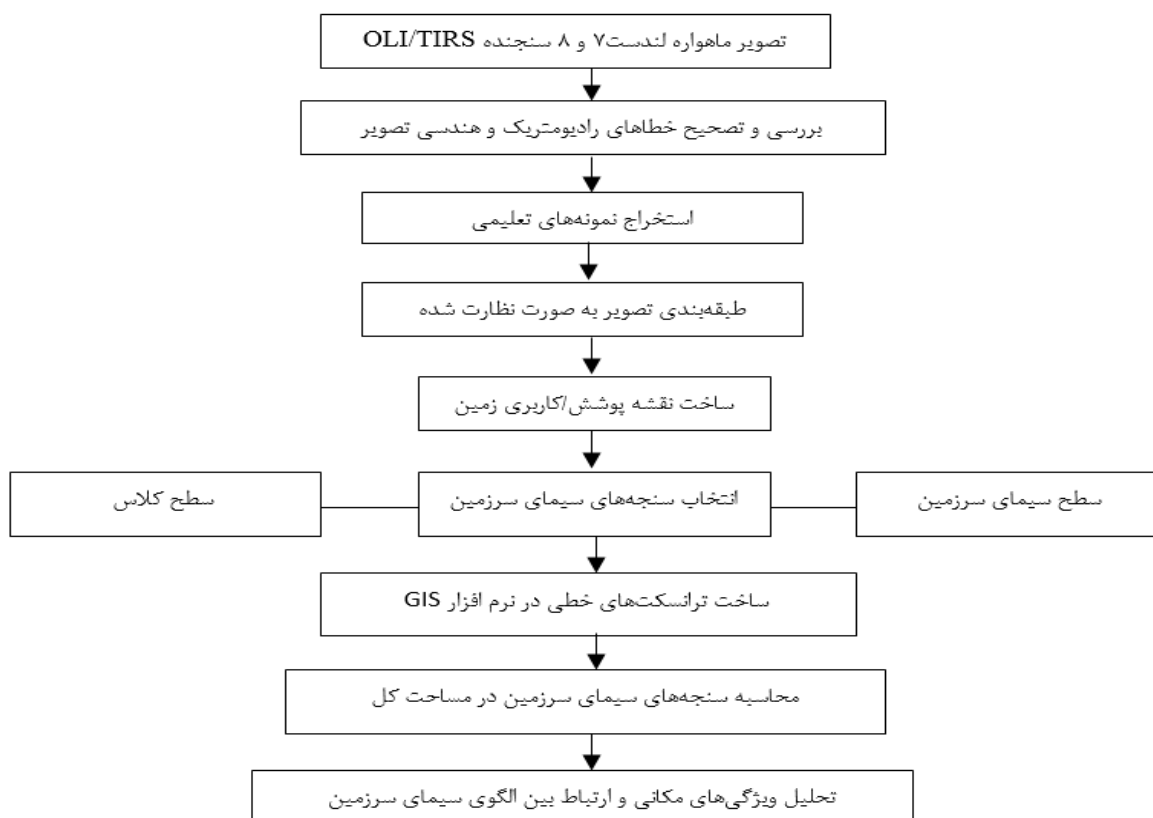 تصویر ماهواره لندست۷ و ۸ سنجنده OLI/TIRS
بررسی و تصحیح خطاهای رادیومتریک و هندسی تصویر
استخراج نمونه‌های تعلیمی
طبقه‌بندی تصویر به صورت نظارت شده
ساخت نقشه پوشش/کاربری زمین
سطح سیمای سرزمین
انتخاب سنجه‌های سیمای سرزمین
سطح کلاس
ساخت ترانسکت‌های خطی در نرم افزار GIS
محاسبه سنجه‌های سیمای سرزمین در مساحت کل
تحلیل ویژگی‌های مکانی و ارتباط بین الگوی سیمای سرزمین